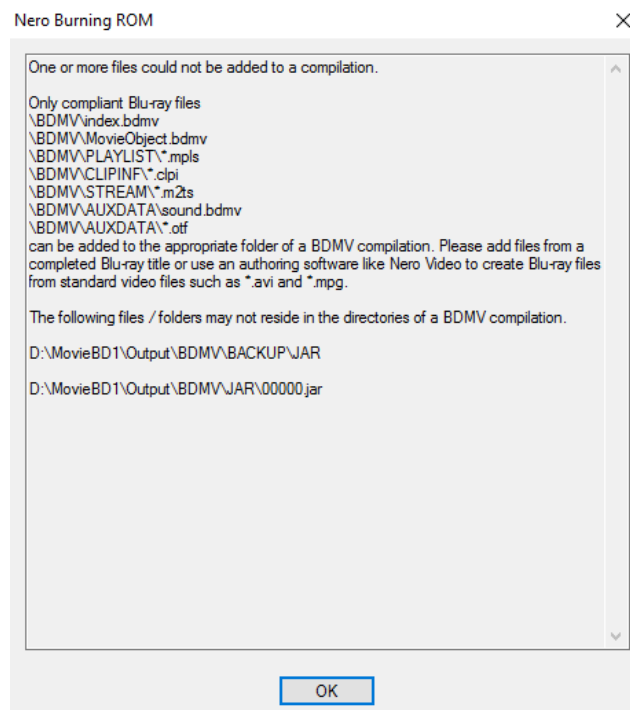 Nero Burning ROM
One or more files could not be added to a compilation.
Only compliant Blu-ray files
\BDMV\index.bdmv
\BDMV\MovieObject.bdmv
\BDMV\PLAYLIST\*.mpls
\BDMV\CLIPINF\*.clpi
\BDMV\STREAM\*.m2ts
\BDMV\AUXDATA\sound.bdmv
\BDMV\AUXDATA\*.otf
can be added to the appropriate folder of a BDMV compilation. Please add files from a
completed Blu-ray title or use an authoring software like Nero Video to create Blu-ray files
from standard video files such as *.avi and *.mpg.
The following files / folders may not reside in the directories of a BDMV compilation.
D:\MovieBD1\Output\BDMV\BACKUP\JAR
D:\MovieBD1\Output\BDMV\JAR\00000.jar
OK